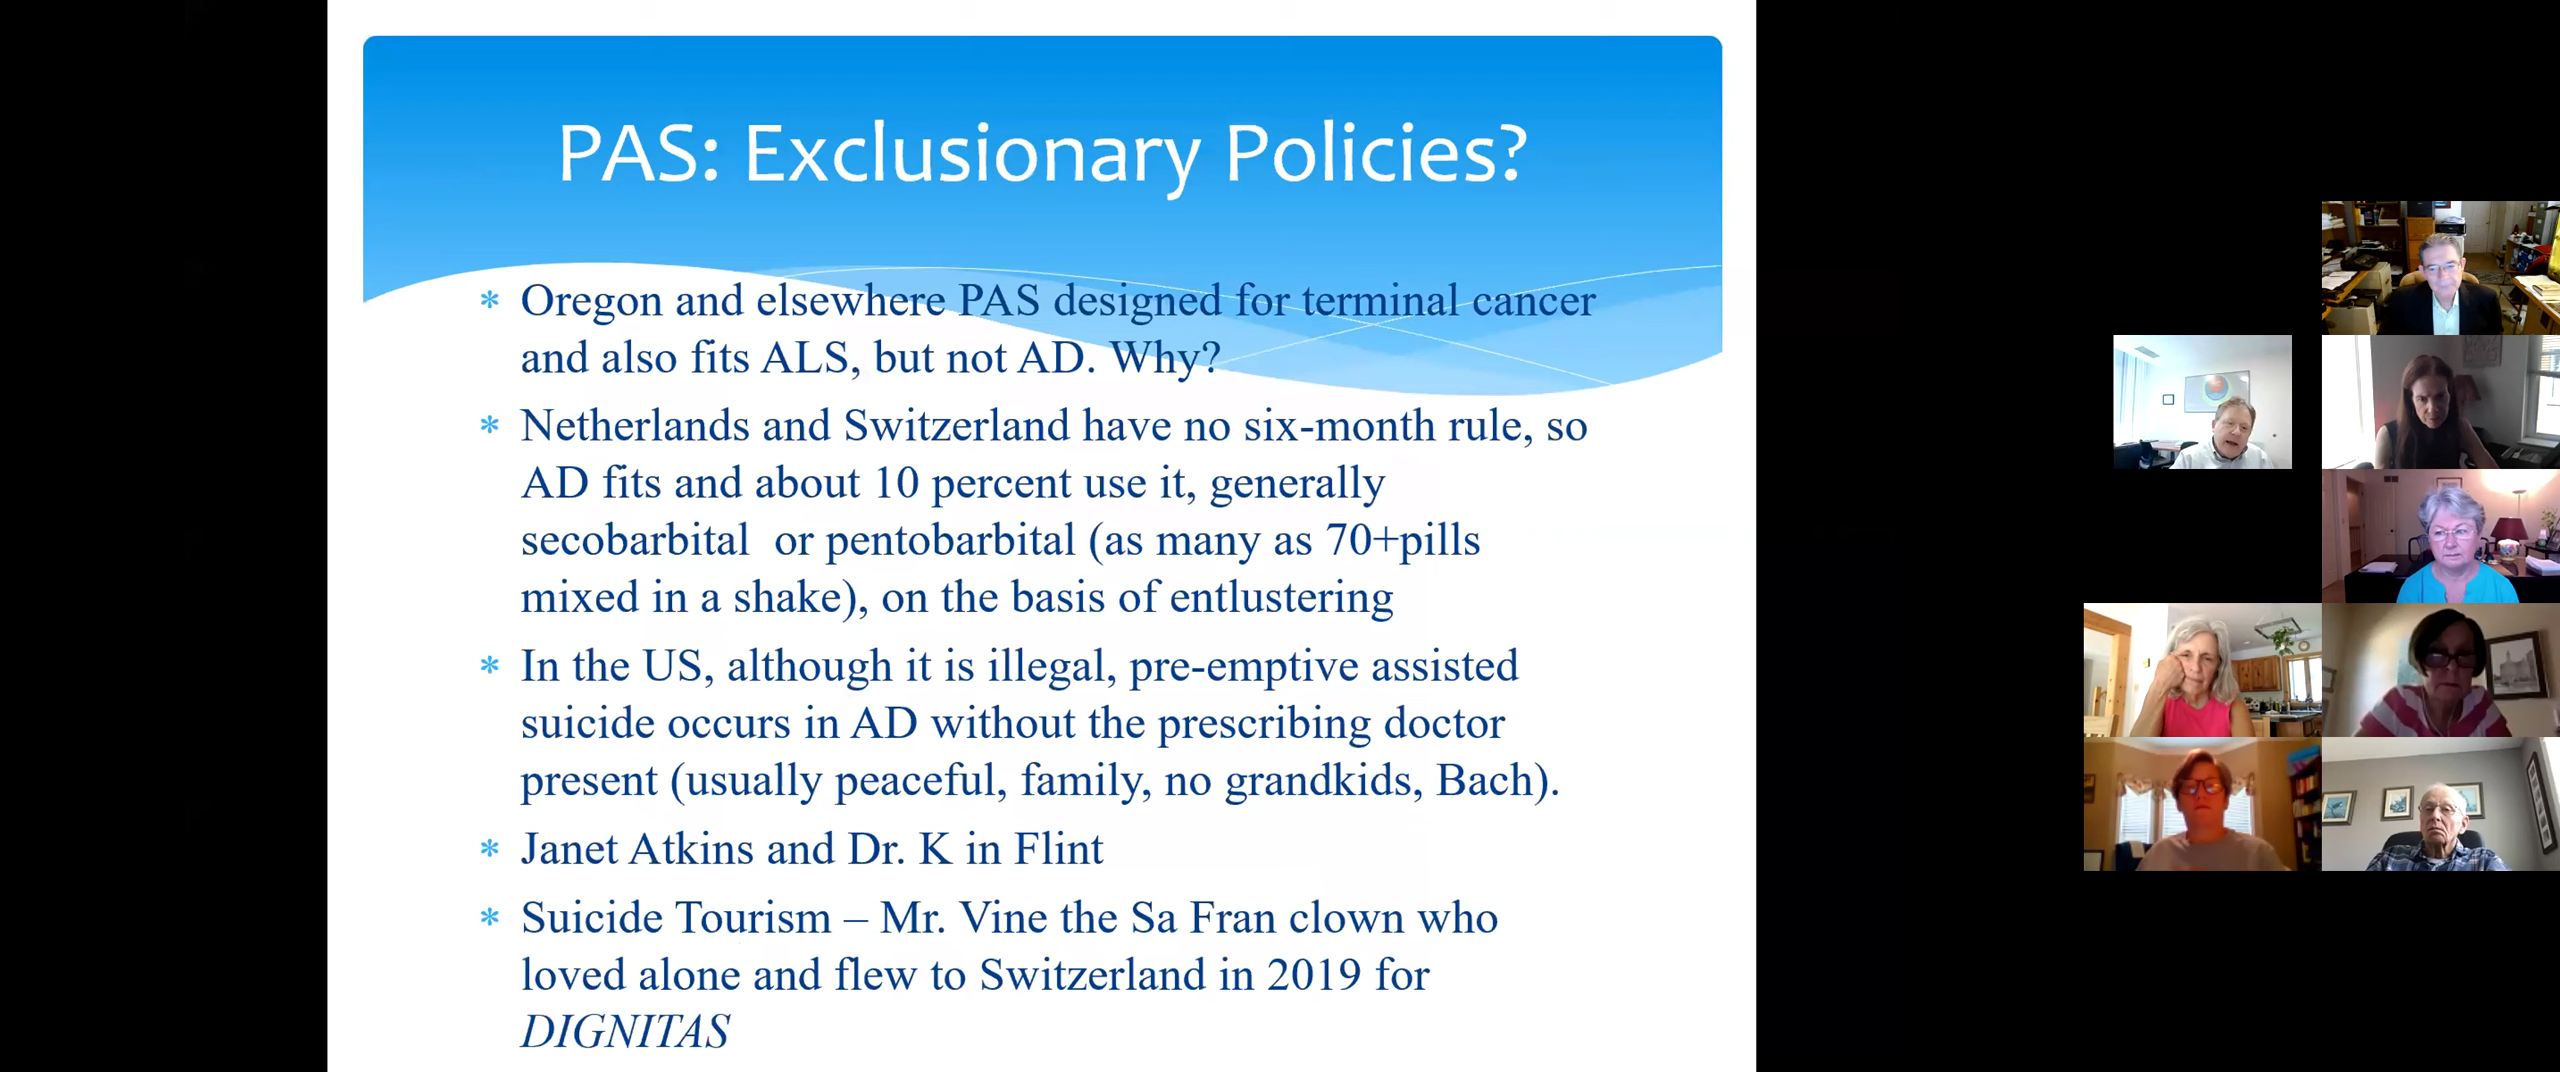 PAS: Exclusionary Policies?
* Oregon and elsewhere PAS designed for terminal cancer
and also fits ALS, but not AD. Why?
* Netherlands and Switzerland have no six-month rule, so
AD fits and about 10 percent use it, generally
secobarbital  or pentobarbital (as many as 70+pills
mixed in a shake), on the basis of entlustering
* In the US, although it is illegal, pre-emptive assisted
suicide occurs in AD without the prescribing doctor
present (usually peaceful, family, no grandkids, Bach).
* Janet Atkins and Dr. K in Flint
* Suicide Tourism – Mr. Vine the Sa Fran clown who
loved alone and flew to Switzerland in 2019 for
DIGNITAS